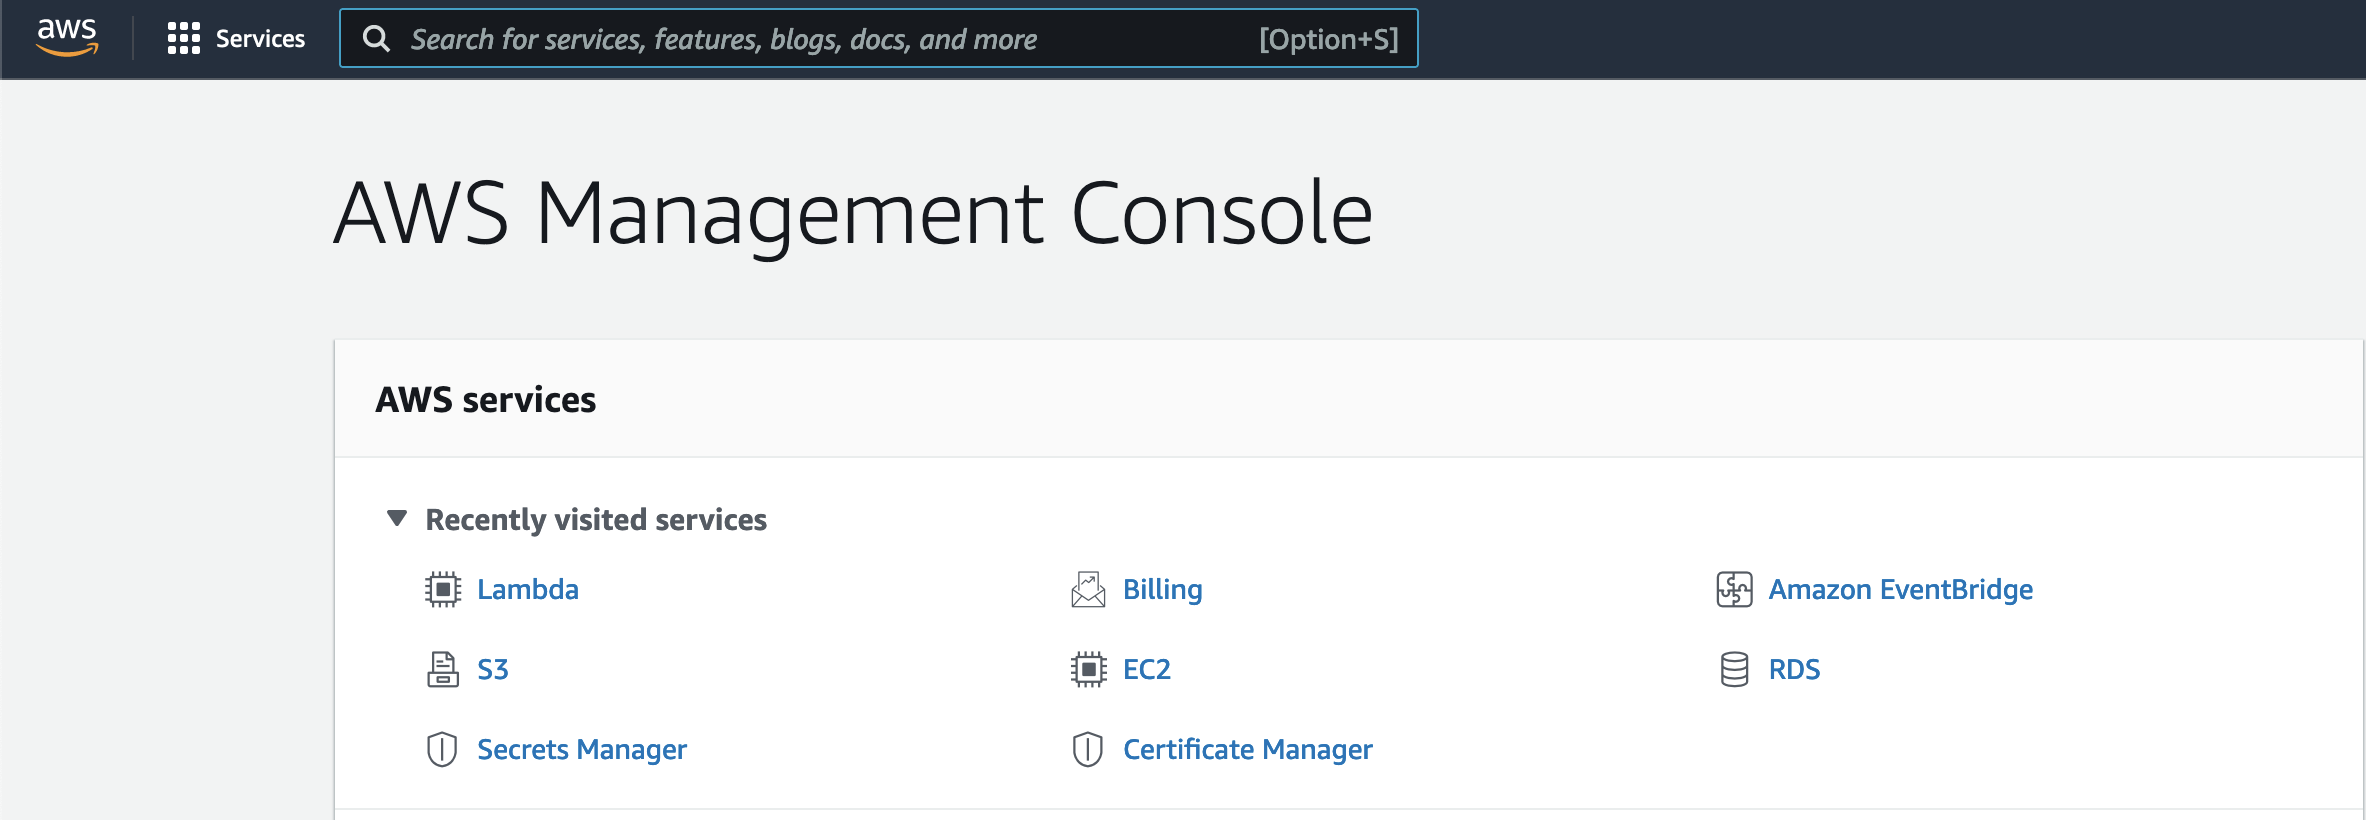 aws Services Search for services, features, blogs, docs, and more [Option+S]
AWS Management Console
AWS services
Recently visited services
Lambda Billing Amazon EventBridge
S3 EC2 RDS
Secrets Manager Certificate Manager